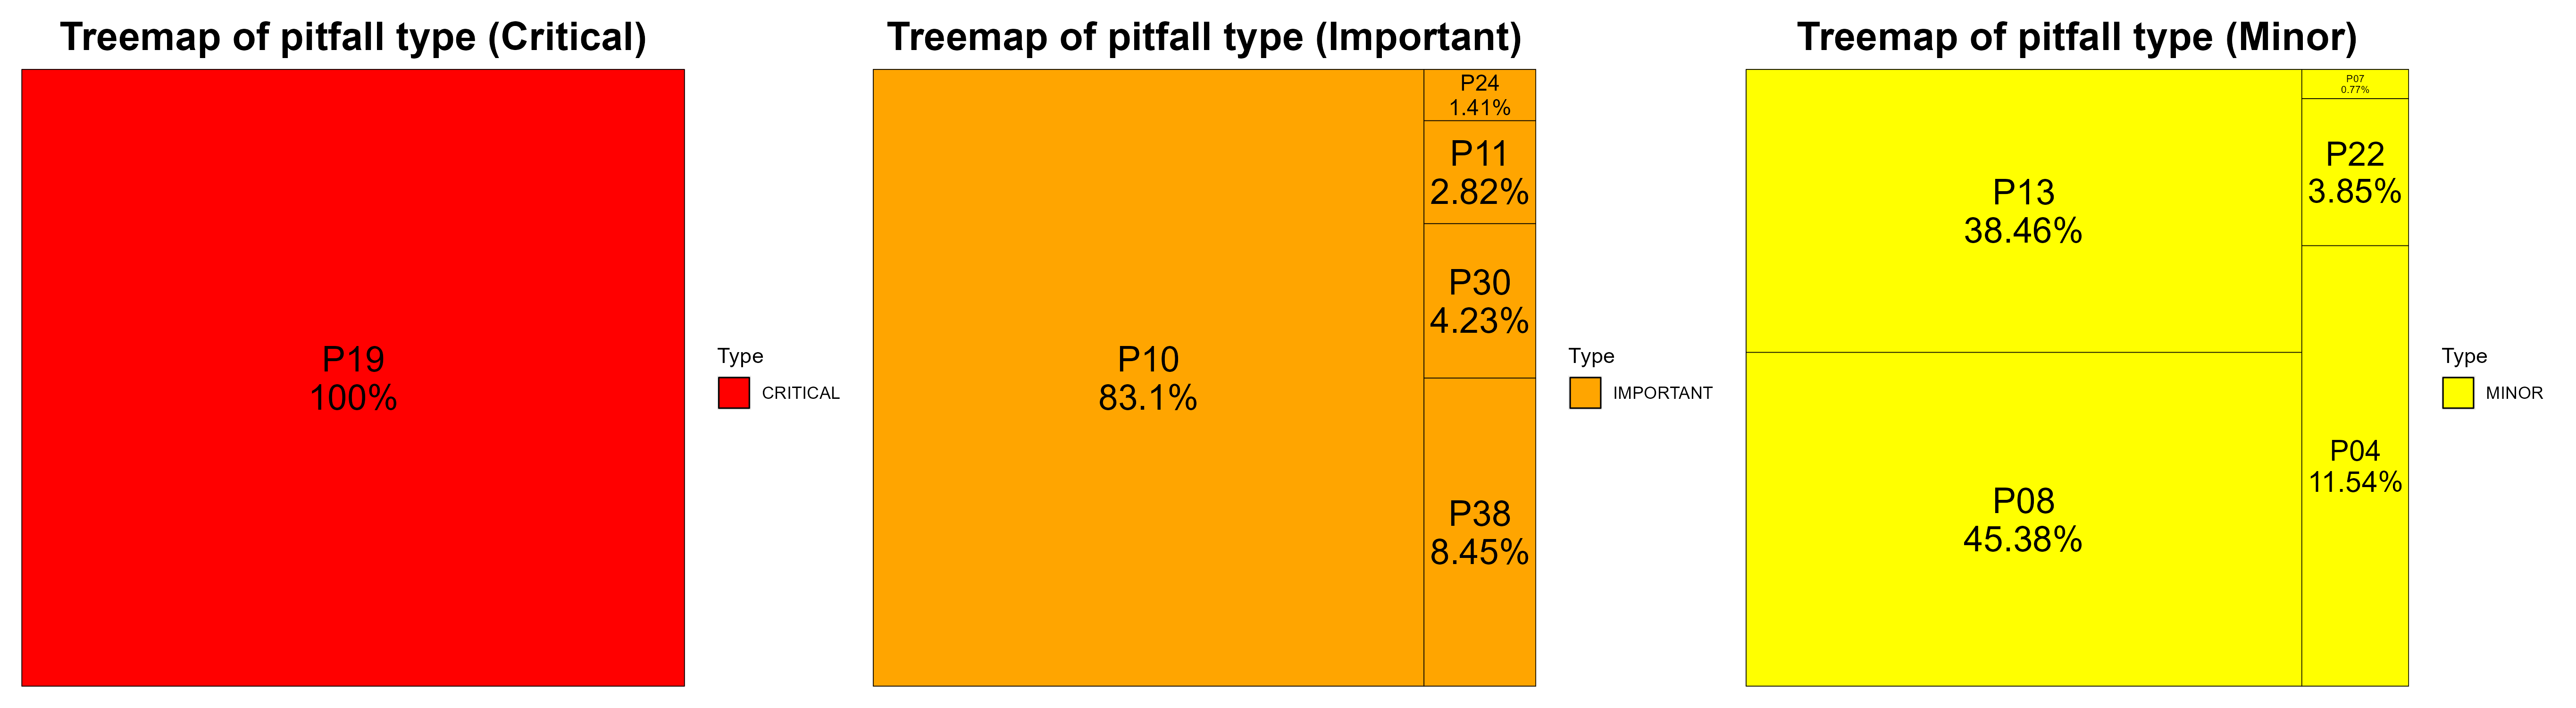 Treemap of pitfall type (Critical)
P19
100%
Type
CRITICAL
Treemap of pitfall type (Important)
P10
83.1%
P24
1.41%
P11
2.82%
P30
4.23%
P38
8.45%
Type
IMPORTANT
Treemap of pitfall type (Minor)
P13
38.46%
P08
45.38%
P07
0.77%
P22
3.85%
P04
11.54%
Type
MINOR